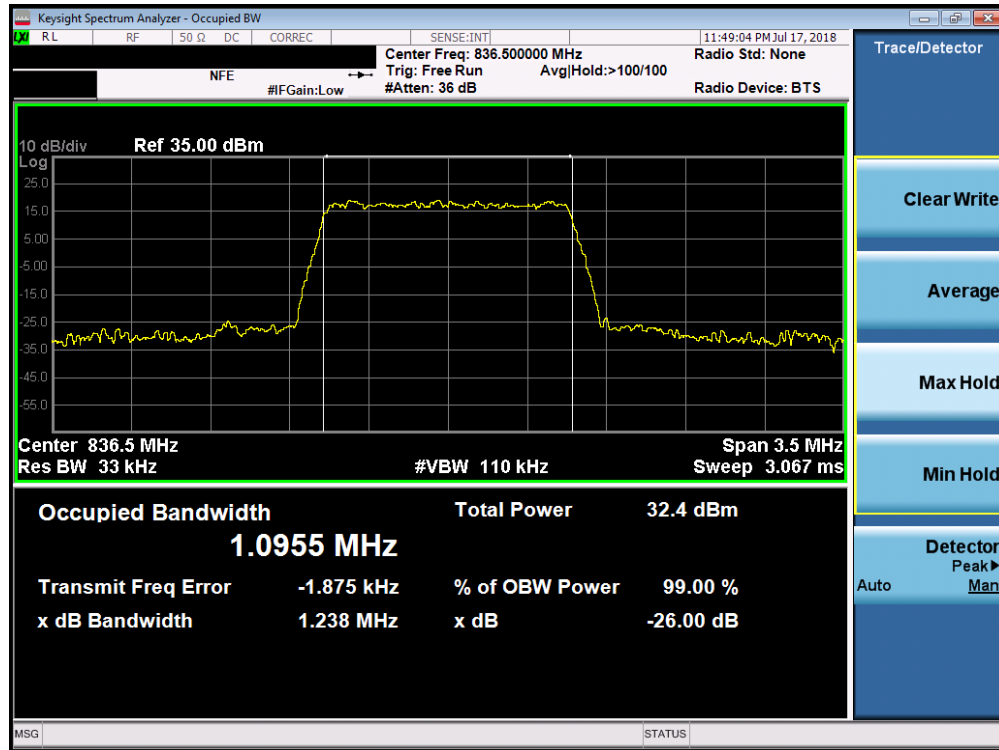 Keysight Spectrum Analyzer - Occupied BW
LXI RL RF 50 Ω DC CORREC SENSE:INT 11:49:04 PM Jul 17, 2018
Center Freq: 836.500000 MHz Radio Std: None
NFE Trig: Free Run Avg|Hold:>100/100
#IFGain:Low #Atten: 36 dB Radio Device: BTS
10 dB/div Ref 35.00 dBm
Log
25.0
15.0
5.00
-5.00
-15.0
-25.0
-35.0
-45.0
-55.0
Center 836.5 MHz Span 3.5 MHz
Res BW 33 kHz #VBW 110 kHz Sweep 3.067 ms
Occupied Bandwidth Total Power 32.4 dBm
1.0955 MHz
Transmit Freq Error -1.875 kHz % of OBW Power 99.00 %
x dB Bandwidth 1.238 MHz x dB -26.00 dB
MSG STATUS
Trace/Detector
Clear Write
Average
Max Hold
Min Hold
Detector
Peak▶
Auto Man